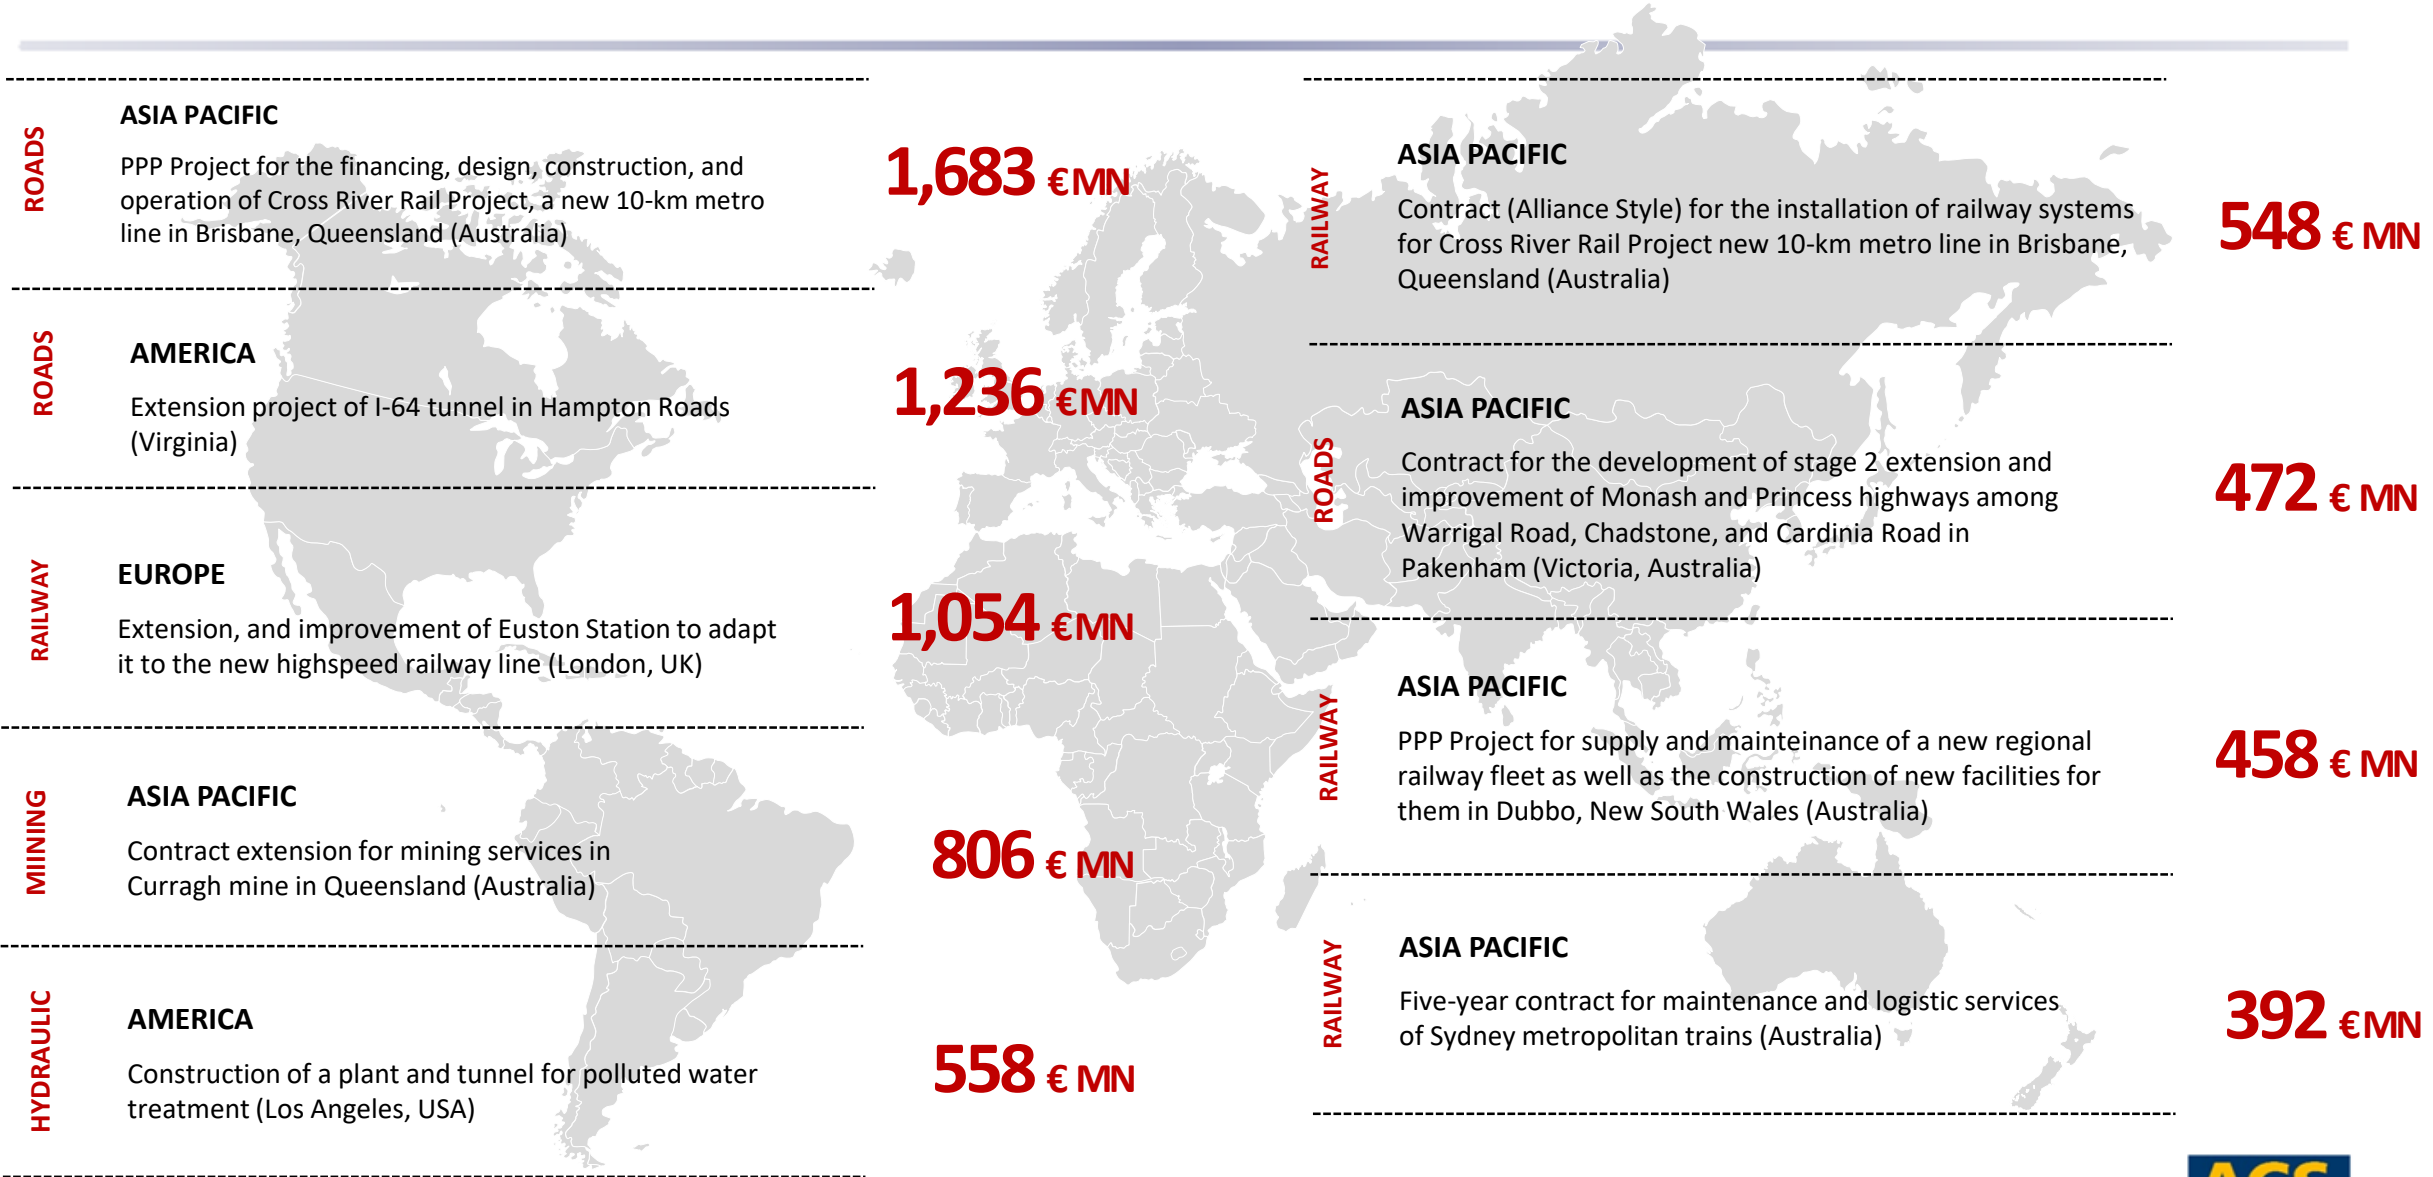 ROADS
ASIA PACIFIC
PPP Project for the financing, design, construction, and
operation of Cross River Rail Project, a new 10-km metro
line in Brisbane, Queensland (Australia)
1,683 € MN
ROADS
AMERICA
Extension project of I-64 tunnel in Hampton Roads
(Virginia)
1,236 € MN
RAILWAY
EUROPE
Extension, and improvement of Euston Station to adapt
it to the new highspeed railway line (London, UK)
1,054 € MN
MIINING
ASIA PACIFIC
Contract extension for mining services in
Curragh mine in Queensland (Australia)
806 € MN
HYDRAULIC
AMERICA
Construction of a plant and tunnel for polluted water
treatment (Los Angeles, USA)
558 € MN
RAILWAY
ASIA PACIFIC
Contract (Alliance Style) for the installation of railway systems
for Cross River Rail Project new 10-km metro line in Brisbane,
Queensland (Australia)
548 € MN
ROADS
ASIA PACIFIC
Contract for the development of stage 2 extension and
improvement of Monash and Princess highways among
Warrigal Road, Chadstone, and Cardinia Road in
Pakenham (Victoria, Australia)
472 € MN
RAILWAY
ASIA PACIFIC
PPP Project for supply and mainteinance of a new regional
railway fleet as well as the construction of new facilities for
them in Dubbo, New South Wales (Australia)
458 € MN
RAILWAY
ASIA PACIFIC
Five-year contract for maintenance and logistic services
of Sydney metropolitan trains (Australia)
392 € MN
ACS